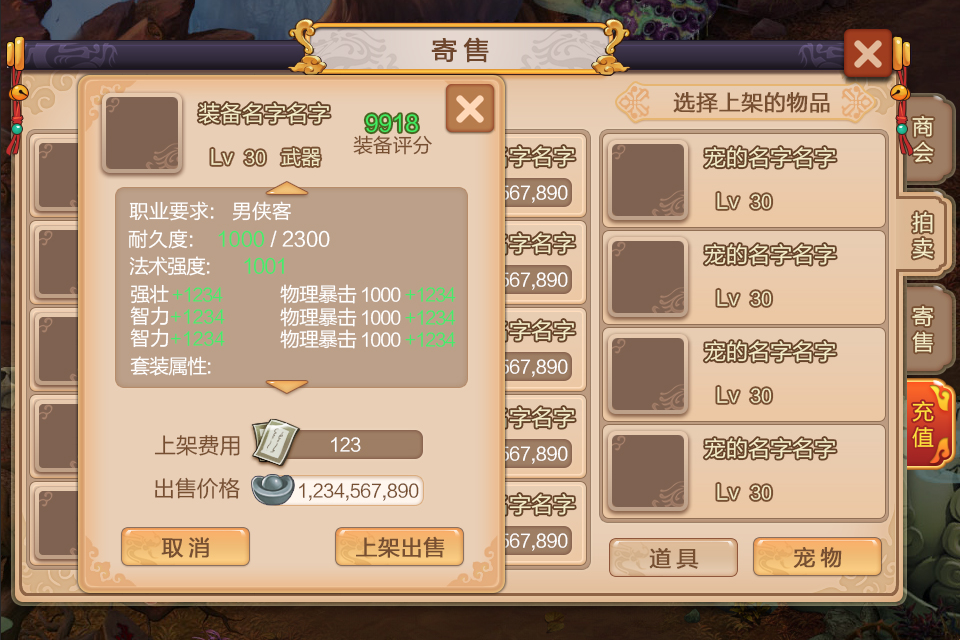 寄售
选择上架的物品
装备名字名字
9918
装备评分
Lv 30 武器
职业要求: 男侠客
耐久度: 1000 / 2300
法术强度: 1001
强壮+1234 物理暴击 1000 +1234
智力+1234 物理暴击 1000 +1234
智力+1234 物理暴击 1000 +1234
套装属性:
上架费用 123
出售价格 1,234,567,890
取消
上架出售
字名字
567,890
字名字
567,890
字名字
567,890
字名字
567,890
字名字
567,890
宠的名字名字
Lv 30
宠的名字名字
Lv 30
宠的名字名字
Lv 30
宠的名字名字
Lv 30
道具
宠物
商会
拍卖
寄售
充值